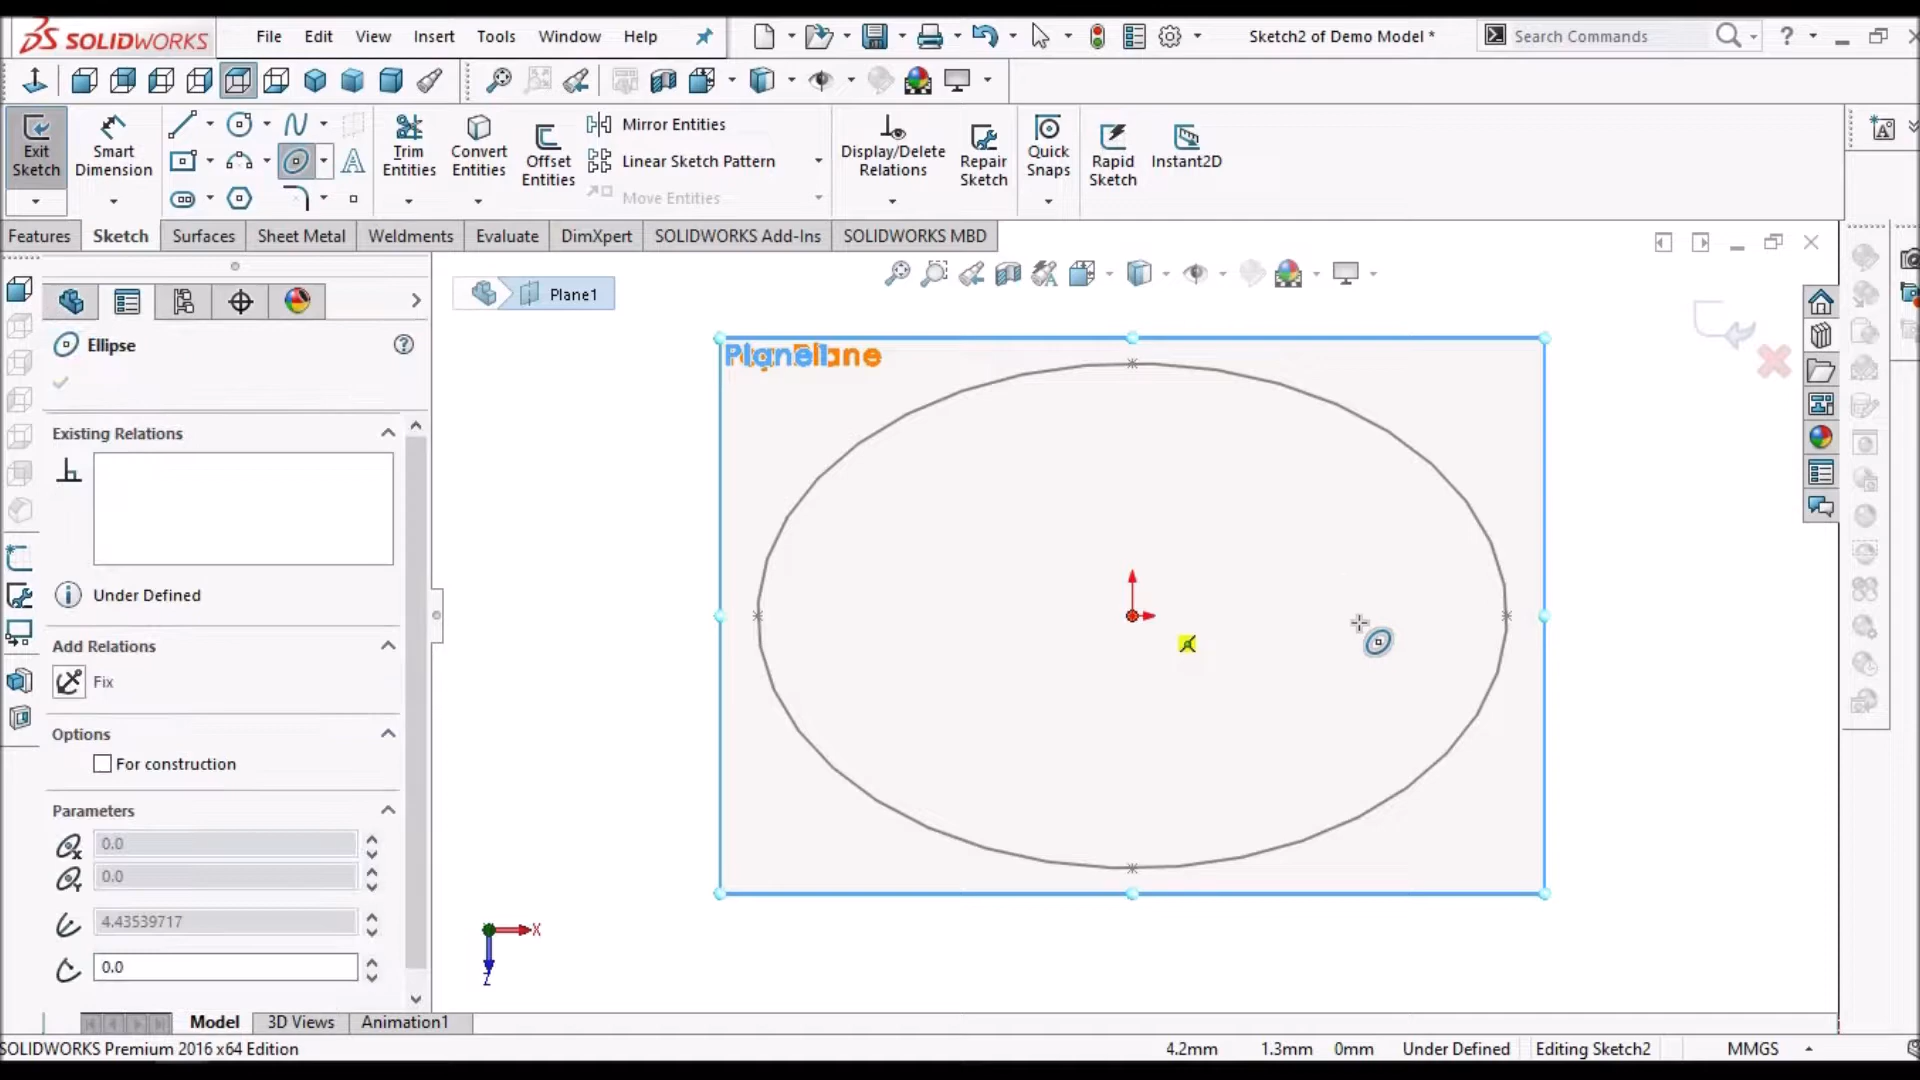 SOLIDWORKS File Edit View Insert Tools Window Help Sketch2 of Demo Model * Search Commands ?
Exit Sketch
Smart Dimension
Trim Entities
Convert Entities
Offset Entities
Mirror Entities
Linear Sketch Pattern
Move Entities
Display/Delete Relations
Repair Sketch
Quick Snaps
Rapid Sketch
Instant2D
Features Sketch Surfaces Sheet Metal Weldments Evaluate DimXpert SOLIDWORKS Add-Ins SOLIDWORKS MBD
Plane1
Ellipse
Existing Relations
Under Defined
Add Relations
Fix
Options
For construction
Parameters
0.0
0.0
4.43539717
0.0
Plane1
Plane
X
Z
Model 3D Views Animation1
SOLIDWORKS Premium 2016 x64 Edition 4.2mm 1.3mm 0mm Under Defined Editing Sketch2 MMGS